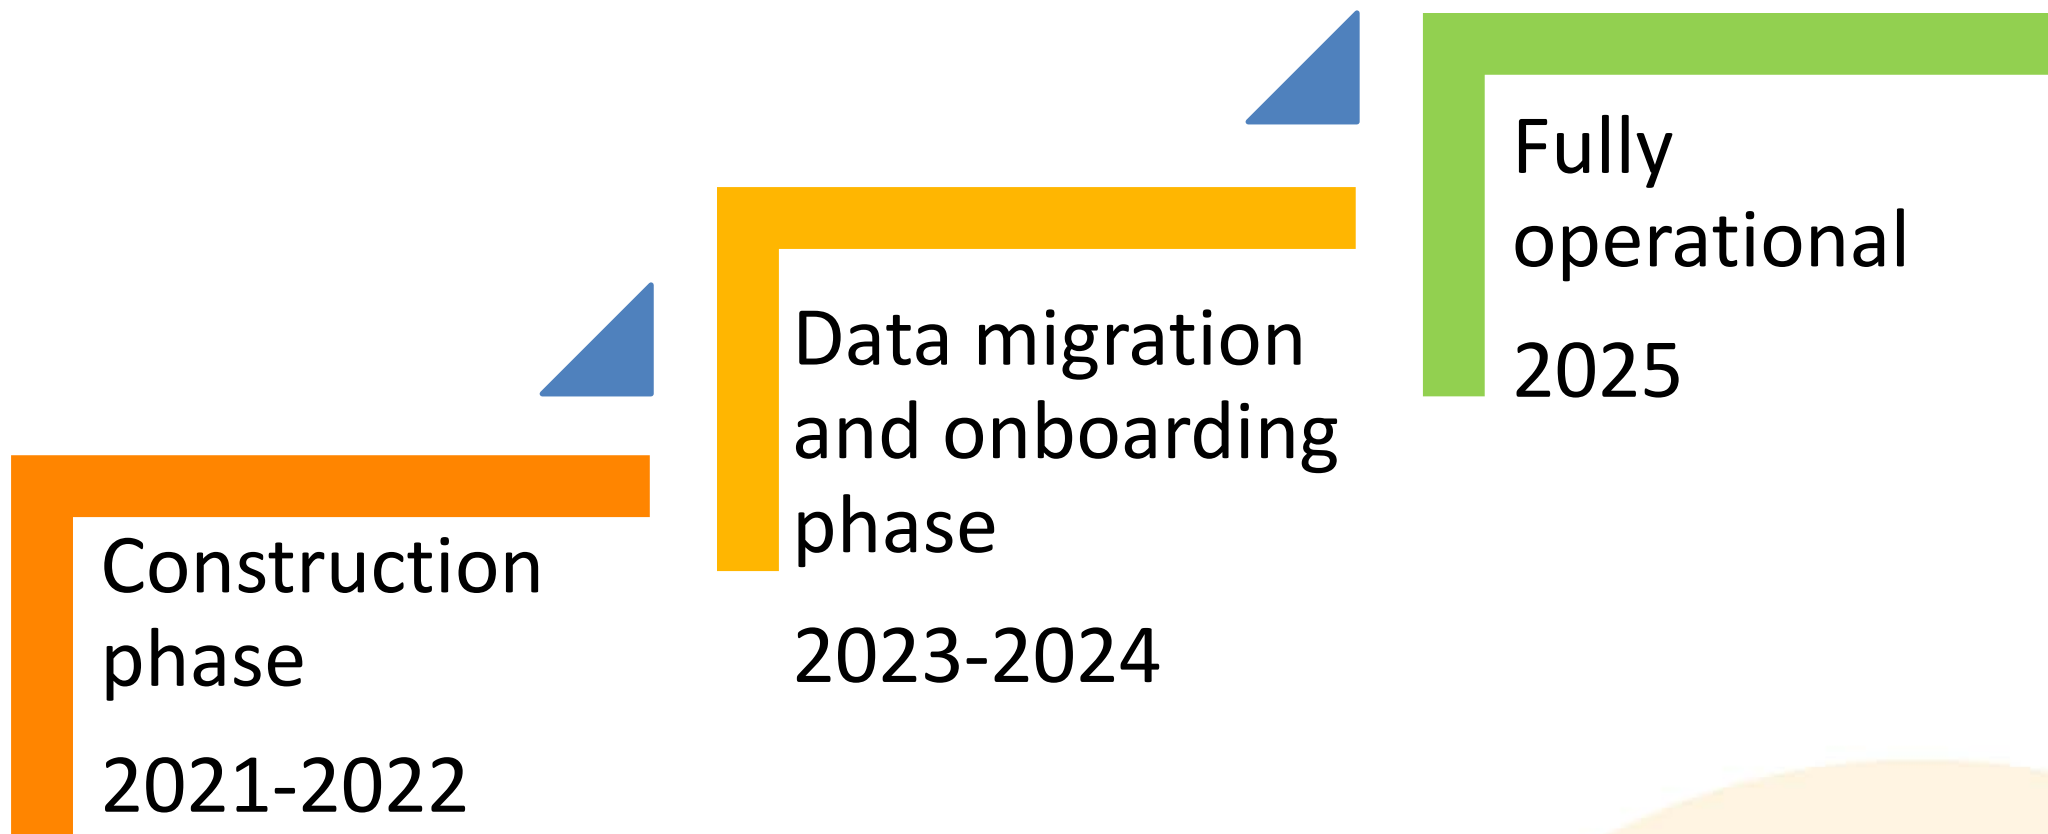 Construction
phase
2021-2022
Data migration
and onboarding
phase
2023-2024
Fully
operational
2025